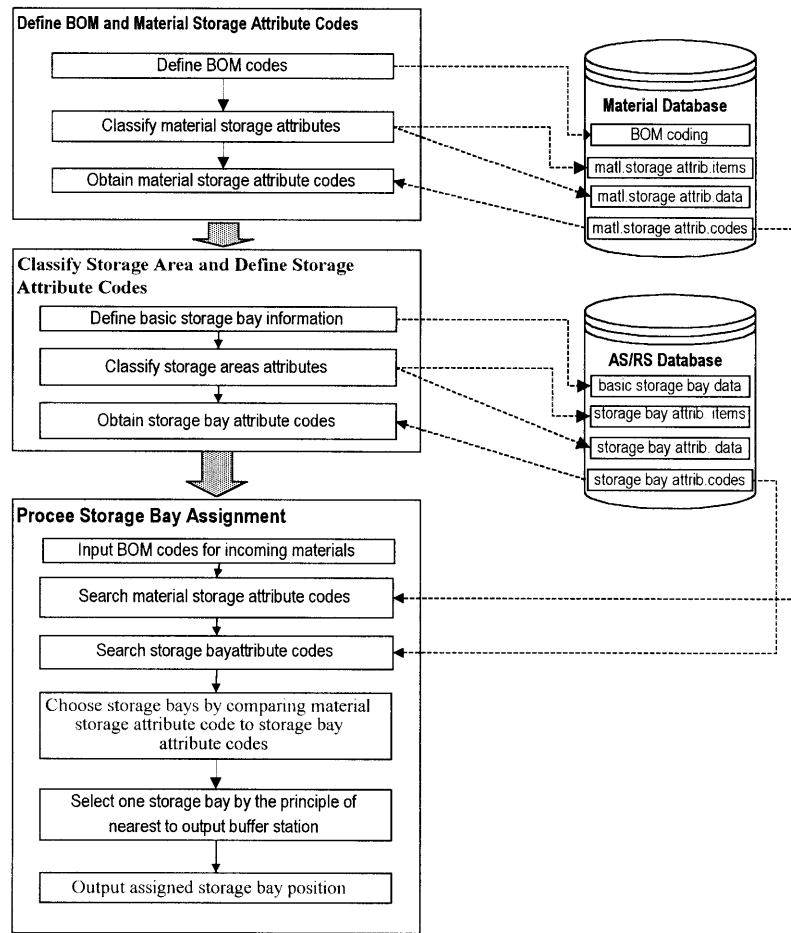 Define BOM and Material Storage Attribute Codes
Define BOM codes
Classify material storage attributes
Obtain material storage attribute codes
Material Database
BOM coding
matl.storage attrib.items
matl.storage attrib.data
matl.storage attrib.codes
Classify Storage Area and Define Storage
Attribute Codes
Define basic storage bay information
Classify storage areas attributes
Obtain storage bay attribute codes
AS/RS Database
basic storage bay data
storage bay attrib items
storage bay attrib. data
storage bay attrib.codes
Procee Storage Bay Assignment
Input BOM codes for incoming materials
Search material storage attribute codes
Search storage bayattribute codes
Choose storage bays by comparing material
storage attribute code to storage bay
attribute codes
Select one storage bay by the principle of
nearest to output buffer station
Output assigned storage bay position